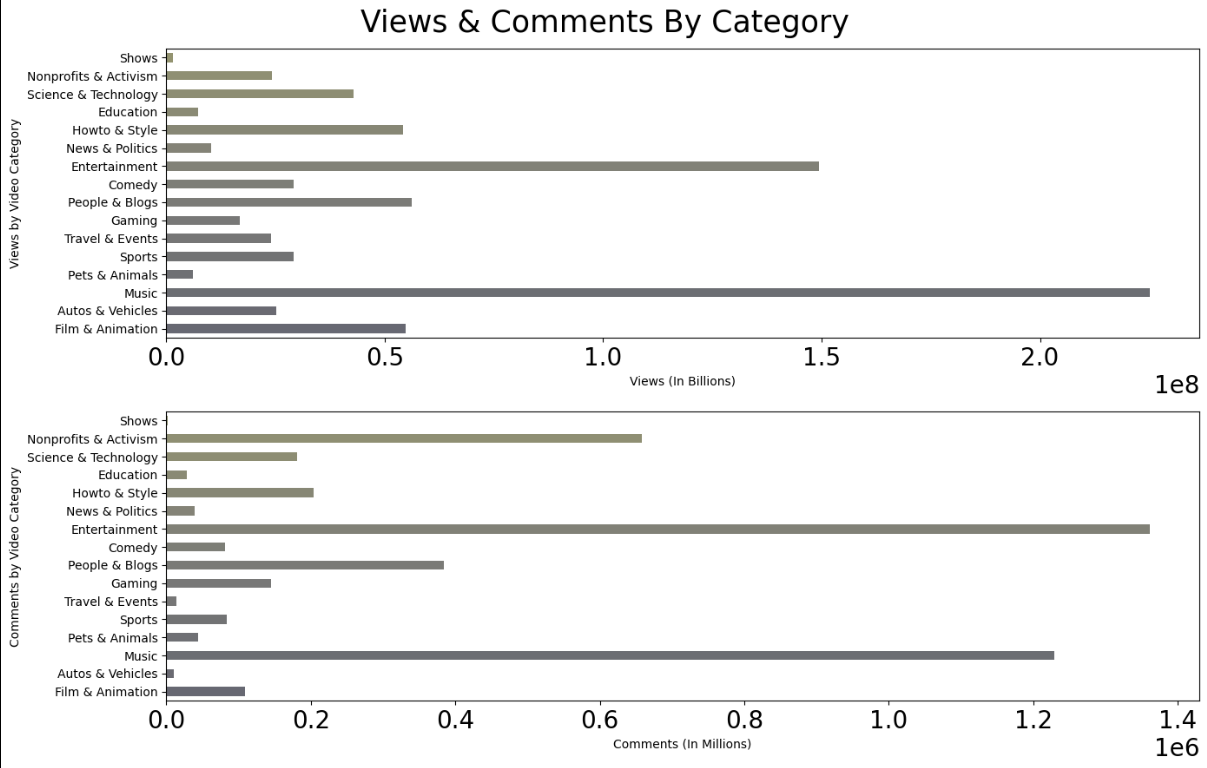 Views & Comments By Category
Views by Video Category
Shows
Nonprofits & Activism
Science & Technology
Education
Howto & Style
News & Politics
Entertainment
Comedy
People & Blogs
Gaming
Travel & Events
Sports
Pets & Animals
Music
Autos & Vehicles
Film & Animation
0.0 0.5 1.0 1.5 2.0
Views (In Billions)
1e8
Comments by Video Category
Shows
Nonprofits & Activism
Science & Technology
Education
Howto & Style
News & Politics
Entertainment
Comedy
People & Blogs
Gaming
Travel & Events
Sports
Pets & Animals
Music
Autos & Vehicles
Film & Animation
0.0 0.2 0.4 0.6 0.8 1.0 1.2 1.4
Comments (In Millions)
1e6